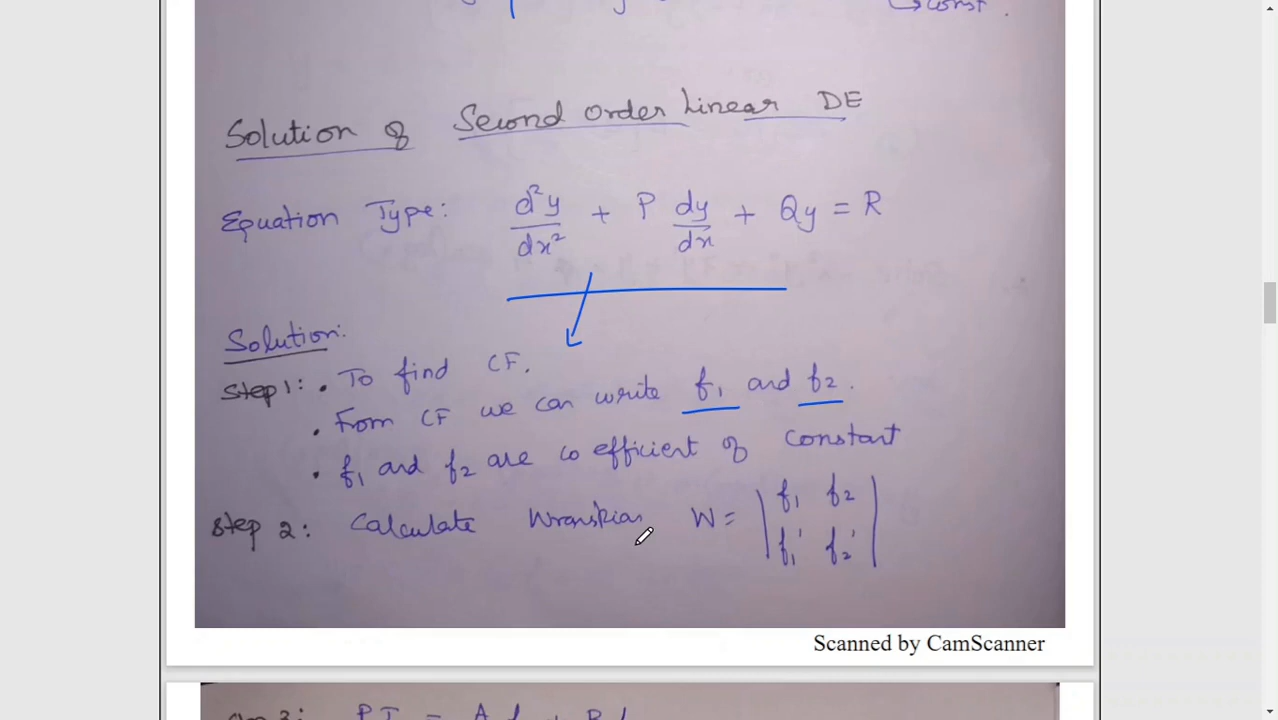 const.
Solution of Second Order Linear DE
Equation Type: d²y/dx² + P dy/dx + Qy = R
Solution:
Step 1: • To find CF.
• From CF we can write f₁ and f₂.
• f₁ and f₂ are co efficient of constant
Step 2: Calculate Wronskian W = | f₁ f₂ |
| f₁' f₂' |
Scanned by CamScanner
PI = A